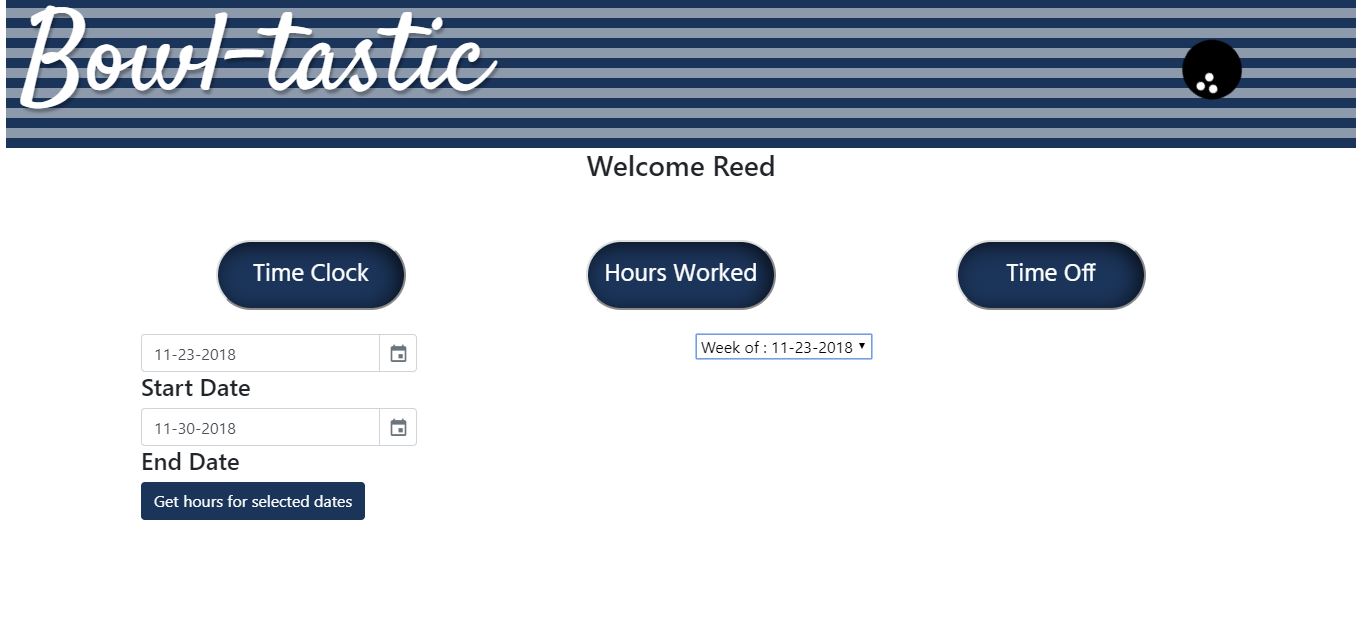 Bowl-tastic
Welcome Reed
Time Clock
Hours Worked
Time Off
11-23-2018
Start Date
11-30-2018
End Date
Get hours for selected dates
Week of : 11-23-2018